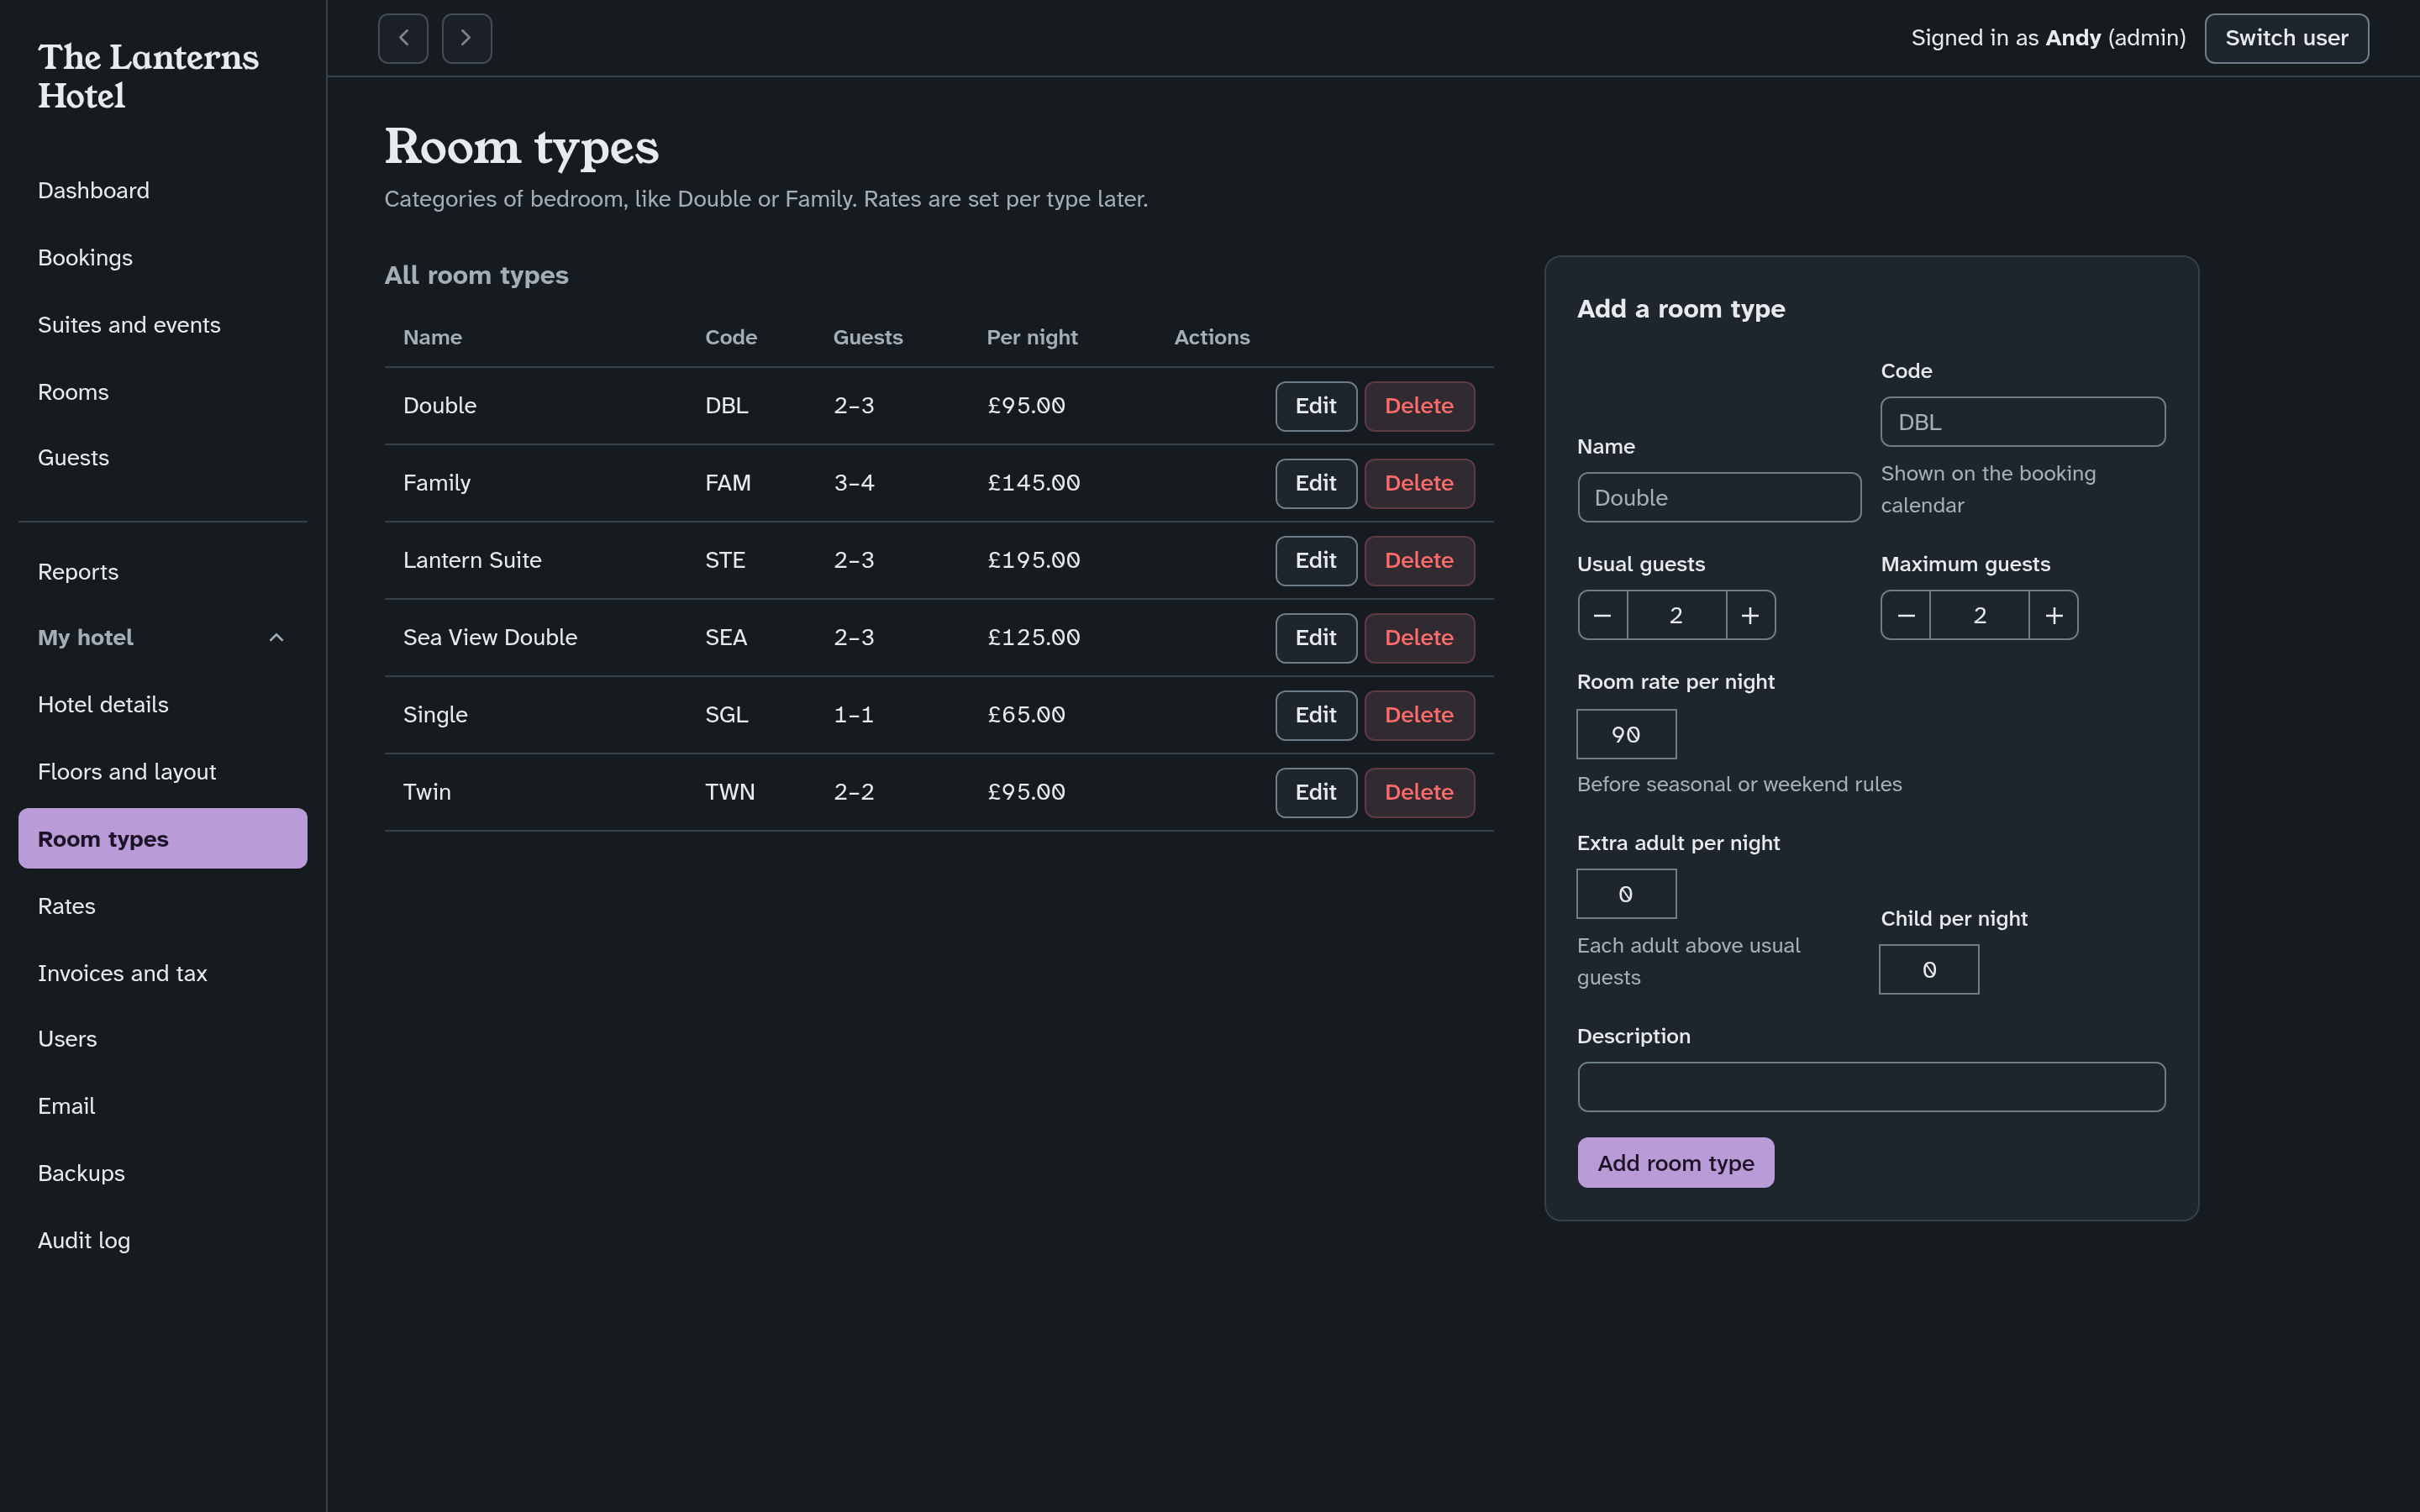 The Lanterns
Hotel
Dashboard
Bookings
Suites and events
Rooms
Guests
Reports
My hotel
Hotel details
Floors and layout
Room types
Rates
Invoices and tax
Users
Email
Backups
Audit log
Signed in as Andy (admin)
Switch user
Room types
Categories of bedroom, like Double or Family. Rates are set per type later.
All room types
Name Code Guests Per night Actions
Double DBL 2–3 £95.00 Edit Delete
Family FAM 3–4 £145.00 Edit Delete
Lantern Suite STE 2–3 £195.00 Edit Delete
Sea View Double SEA 2–3 £125.00 Edit Delete
Single SGL 1–1 £65.00 Edit Delete
Twin TWN 2–2 £95.00 Edit Delete
Add a room type
Name
Double
Code
DBL
Shown on the booking
calendar
Usual guests
− 2 +
Maximum guests
− 2 +
Room rate per night
90
Before seasonal or weekend rules
Extra adult per night
0
Each adult above usual
guests
Child per night
0
Description
Add room type